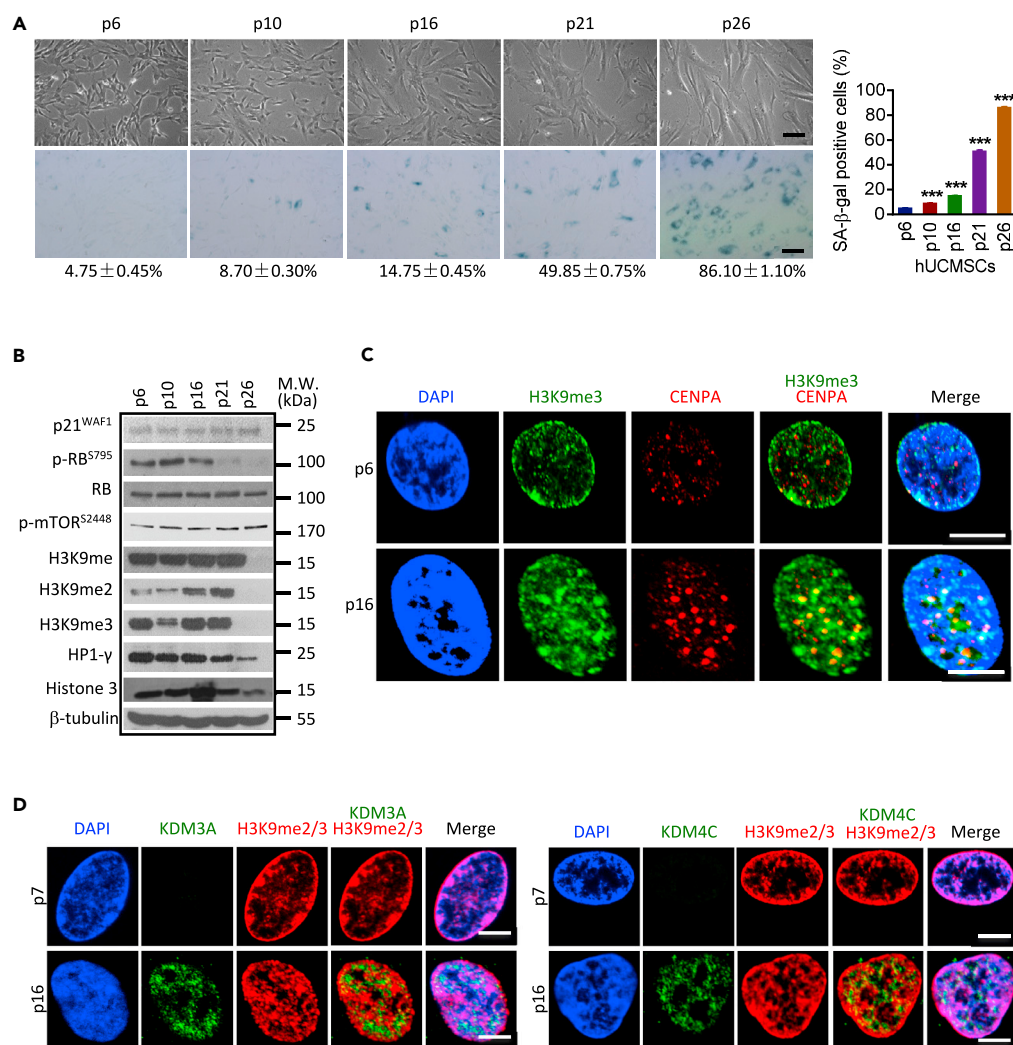 A
p6 p10 p16 p21 p26
4.75±0.45% 8.70±0.30% 14.75±0.45% 49.85±0.75% 86.10±1.10%
SA-β-gal positive cells (%)
100
80
60
40
20
0
*** *** *** ***
p6 p10 p16 p21 p26
hUCMSCs
B
p6 p10 p16 p21 p26 M.W. (kDa)
p21WAF1 25
p-RBS795 100
RB 100
p-mTORS2448 170
H3K9me 15
H3K9me2 15
H3K9me3 15
HP1-γ 25
Histone 3 15
β-tubulin 55
C
DAPI H3K9me3 CENPA H3K9me3 CENPA Merge
p6
p16
D
DAPI KDM3A H3K9me2/3 KDM3A H3K9me2/3 Merge
p7
p16
DAPI KDM4C H3K9me2/3 KDM4C H3K9me2/3 Merge
p7
p16